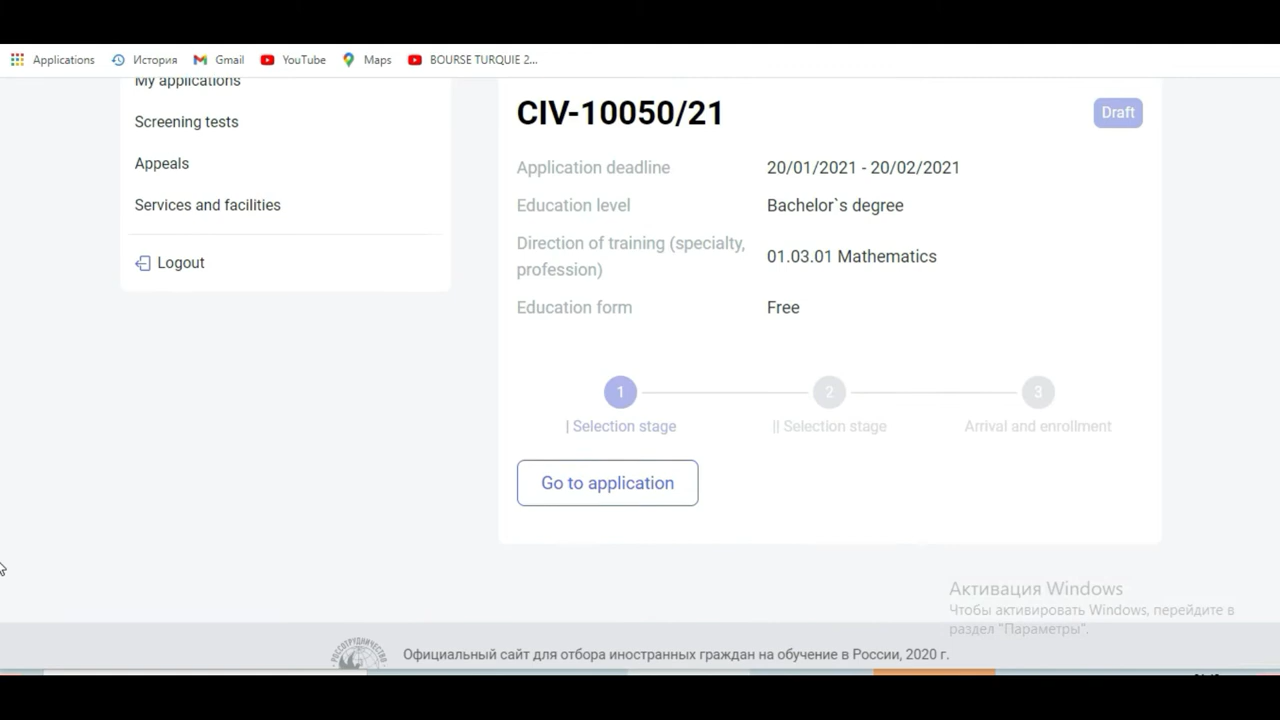 Applications История Gmail YouTube Maps BOURSE TURQUIE 2...
My applications
Screening tests
Appeals
Services and facilities
Logout
CIV-10050/21 Draft
Application deadline 20/01/2021 - 20/02/2021
Education level Bachelor`s degree
Direction of training (specialty,
profession) 01.03.01 Mathematics
Education form Free
1 2 3
| Selection stage || Selection stage Arrival and enrollment
Go to application
Активация Windows
Чтобы активировать Windows, перейдите в
раздел "Параметры".
РОССОТРУДНИЧЕСТВО
Официальный сайт для отбора иностранных граждан на обучение в России, 2020 г.